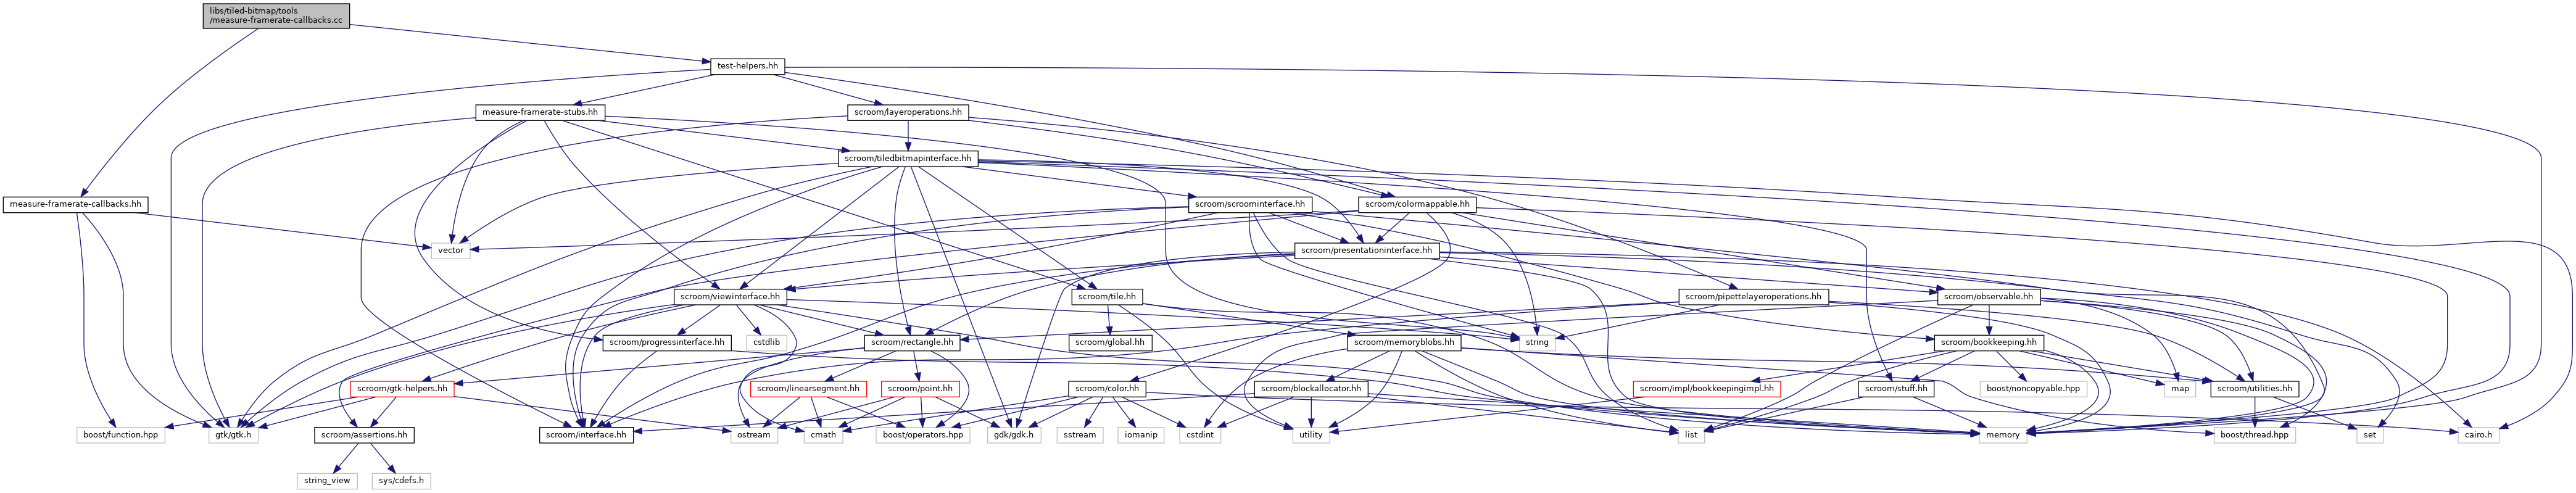 libs/tiled-bitmap/tools
/measure-framerate-callbacks.cc
test-helpers.hh
measure-framerate-stubs.hh
scroom/layeroperations.hh
scroom/tiledbitmapinterface.hh
measure-framerate-callbacks.hh
scroom/scroominterface.hh
scroom/colormappable.hh
vector
scroom/presentationinterface.hh
scroom/viewinterface.hh
scroom/tile.hh
scroom/pipettelayeroperations.hh
scroom/observable.hh
scroom/progressinterface.hh
cstdlib
scroom/rectangle.hh
scroom/global.hh
scroom/memoryblobs.hh
string
scroom/bookkeeping.hh
scroom/gtk-helpers.hh
scroom/linearsegment.hh
scroom/point.hh
scroom/color.hh
scroom/blockallocator.hh
scroom/impl/bookkeepingimpl.hh
scroom/stuff.hh
boost/noncopyable.hpp
map
scroom/utilities.hh
boost/function.hpp
gtk/gtk.h
scroom/assertions.hh
scroom/interface.hh
ostream
cmath
boost/operators.hpp
gdk/gdk.h
sstream
iomanip
cstdint
utility
list
memory
boost/thread.hpp
set
cairo.h
string_view
sys/cdefs.h